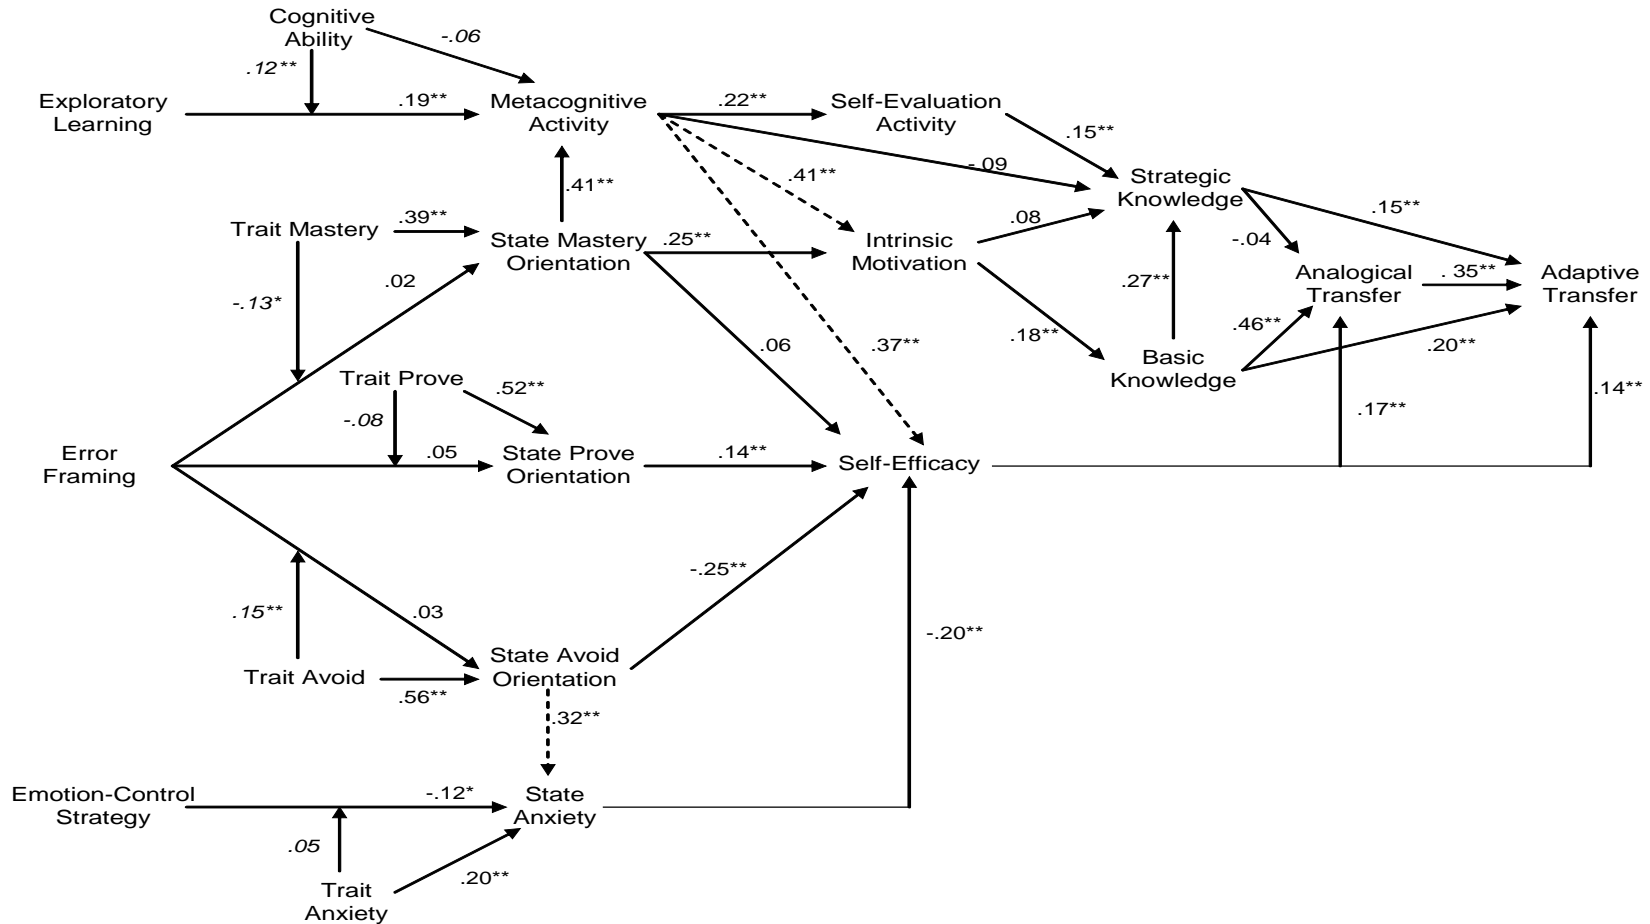 Cognitive
Ability
-.06
.12**
Exploratory
Learning
.19**
Metacognitive
Activity
.22**
Self-Evaluation
Activity
.15**
-.09
.41**
.41**
Strategic
Knowledge
.15**
Trait Mastery
.39**
State Mastery
Orientation
.25**
Intrinsic
Motivation
.08
-.04
-.13*
.02
.27**
Analogical
Transfer
. 35**
Adaptive
Transfer
.06
.37**
.18**
.46**
.20**
Basic
Knowledge
Trait Prove
.52**
-.08
.17**
.14**
Error
Framing
.05
State Prove
Orientation
.14**
Self-Efficacy
-.25**
.15**
.03
-.20**
Trait Avoid
.56**
State Avoid
Orientation
.32**
Emotion-Control
Strategy
-.12*
State
Anxiety
.05
.20**
Trait
Anxiety